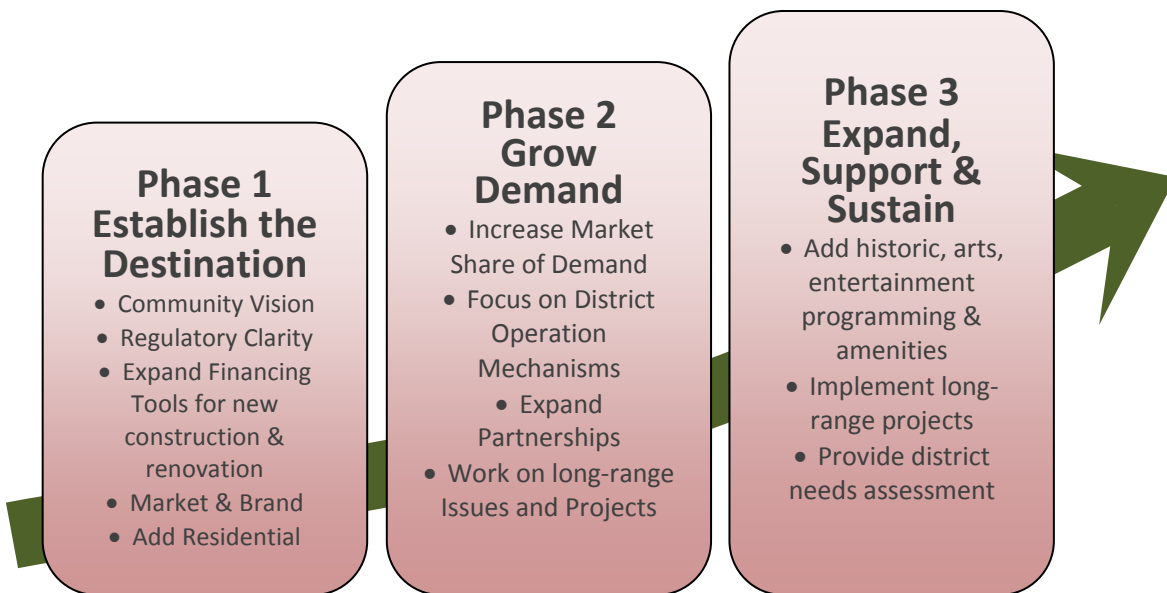 Phase 1
Establish the
Destination
• Community Vision
• Regulatory Clarity
• Expand Financing
Tools for new
construction &
renovation
• Market & Brand
• Add Residential
Phase 2
Grow
Demand
• Increase Market
Share of Demand
• Focus on District
Operation
Mechanisms
• Expand
Partnerships
• Work on long-range
Issues and Projects
Phase 3
Expand,
Support &
Sustain
• Add historic, arts,
entertainment
programming &
amenities
• Implement long-
range projects
• Provide district
needs assessment